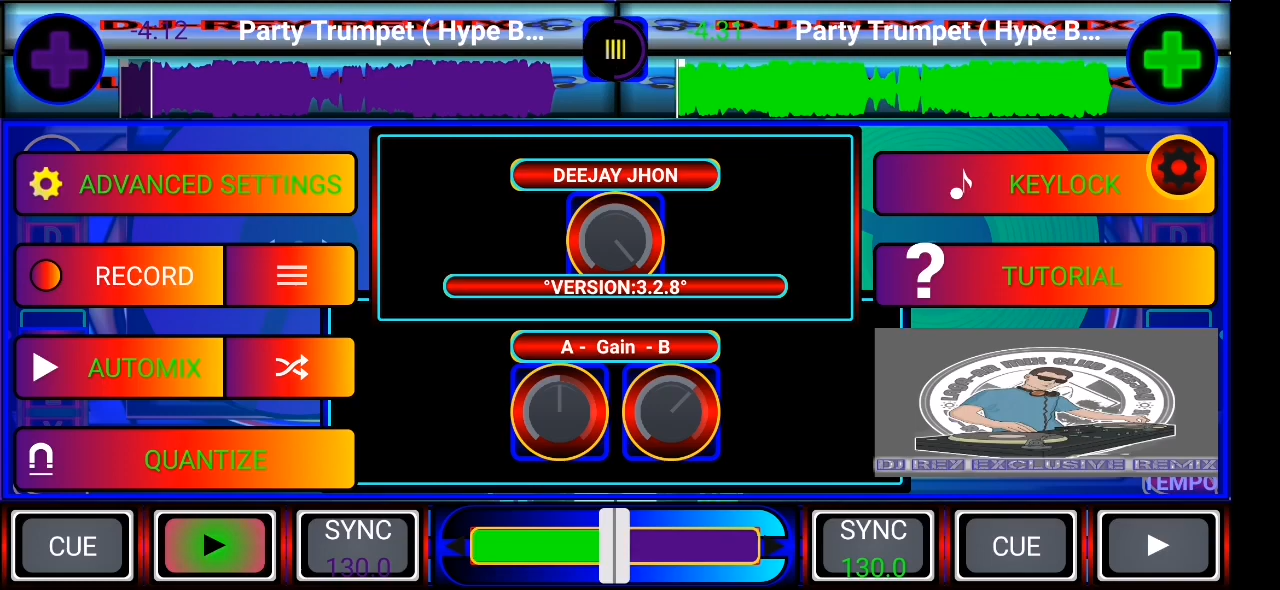 -4.12
Party Trumpet ( Hype B...
-4.31
Party Trumpet ( Hype B...
ADVANCED SETTINGS
DEEJAY JHON
KEYLOCK
RECORD
°VERSION:3.2.8°
TUTORIAL
A - Gain - B
AUTOMIX
QUANTIZE
DJ REY EXCLUSIVE REMIX
TEMPO
CUE
SYNC
130.0
SYNC
130.0
CUE